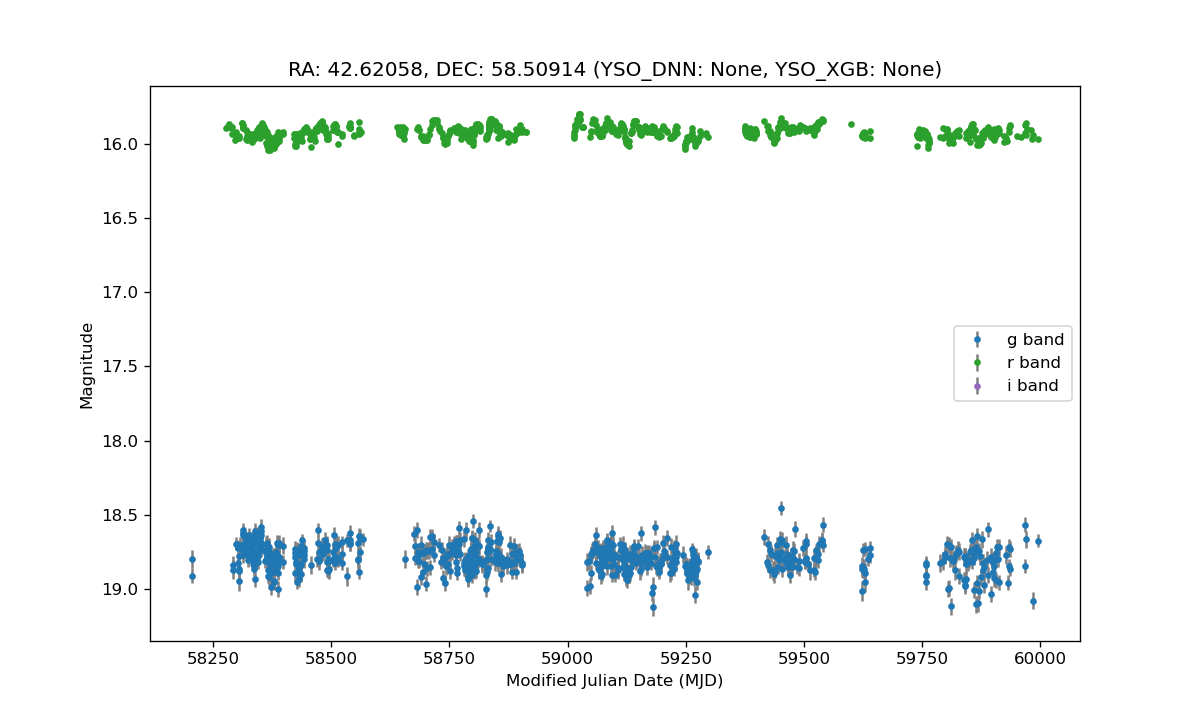 RA: 42.62058, DEC: 58.50914 (YSO_DNN: None, YSO_XGB: None)
16.0
16.5
17.0
17.5
18.0
18.5
19.0
Magnitude
g band
r band
i band
58250 58500 58750 59000 59250 59500 59750 60000
Modified Julian Date (MJD)